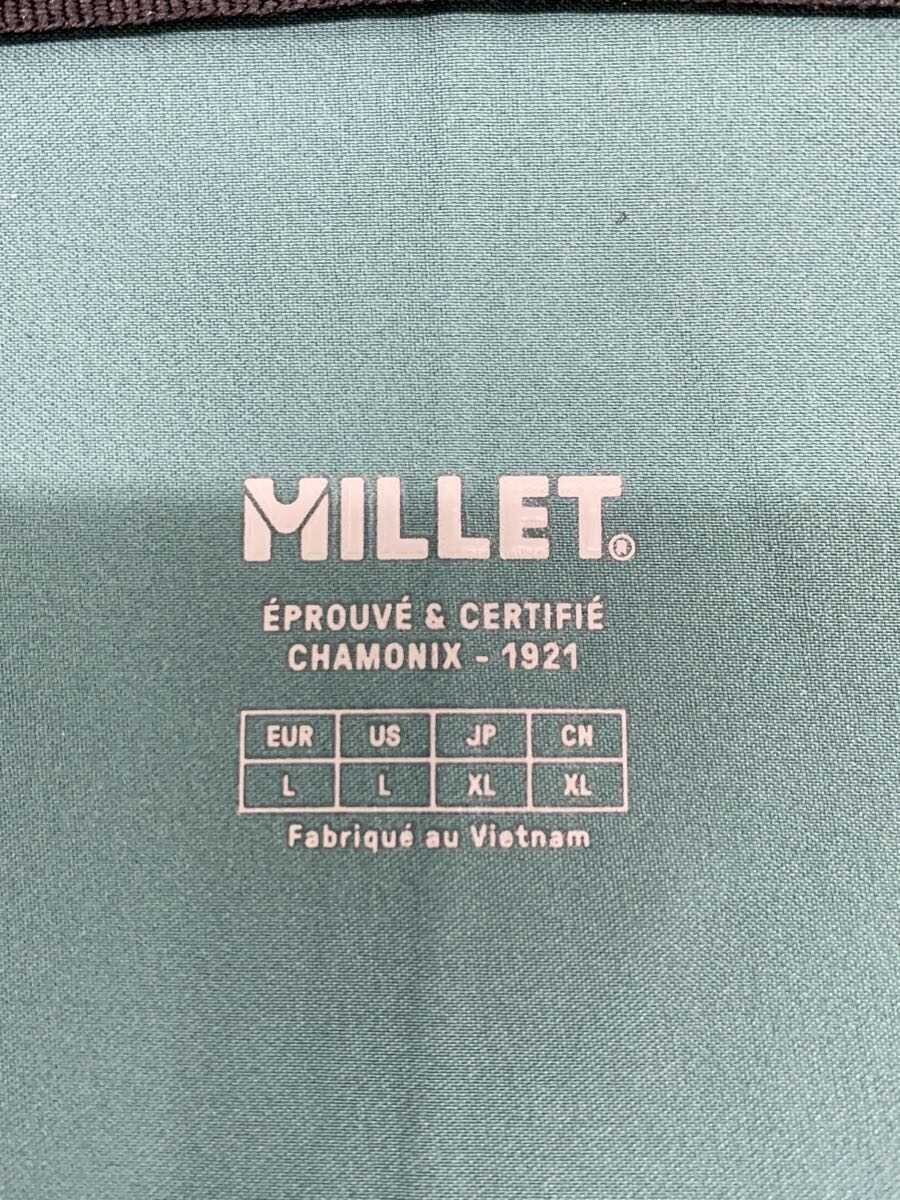 MILLET®
ÉPROUVÉ & CERTIFIÉ
CHAMONIX - 1921
EUR US JP CN
L L XL XL
Fabriqué au Vietnam